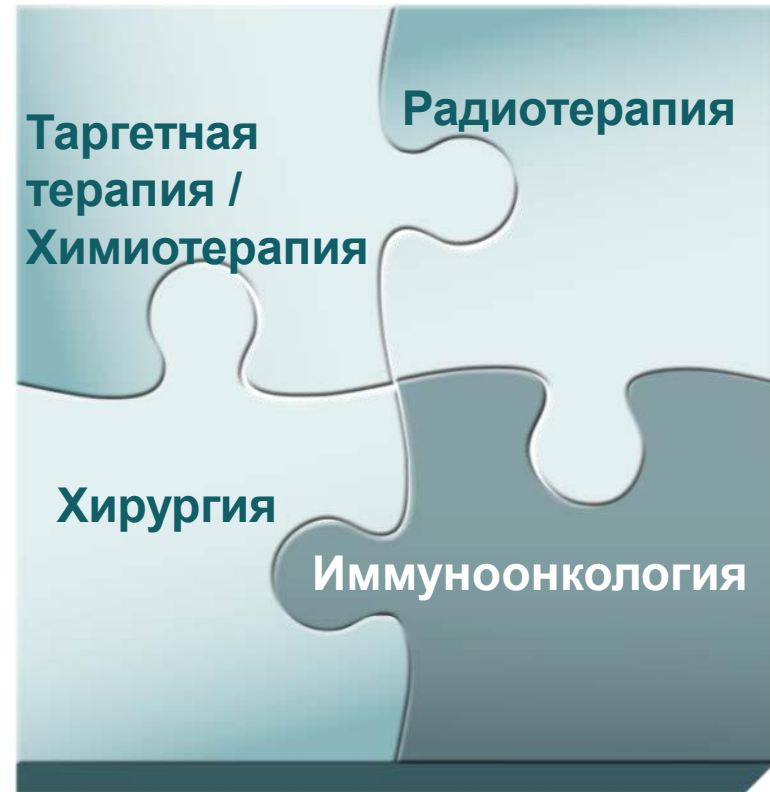 Таргетная
терапия /
Химиотерапия
Радиотерапия
Хирургия
Иммуноонкология